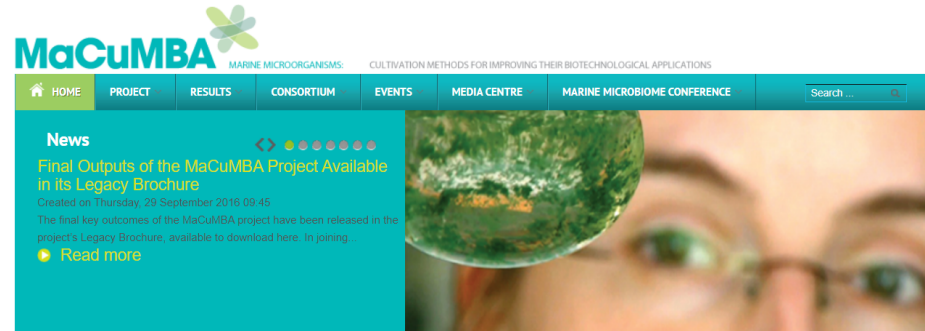 MaCuMBA
MARINE MICROORGANISMS: CULTIVATION METHODS FOR IMPROVING THEIR BIOTECHNOLOGICAL APPLICATIONS
HOME PROJECT RESULTS CONSORTIUM EVENTS MEDIA CENTRE MARINE MICROBIOME CONFERENCE Search ...
News
Final Outputs of the MaCuMBA Project Available
in its Legacy Brochure
Created on Thursday, 29 September 2016 09:45
The final key outcomes of the MaCuMBA project have been released in the
project's Legacy Brochure, available to download here. In joining...
Read more